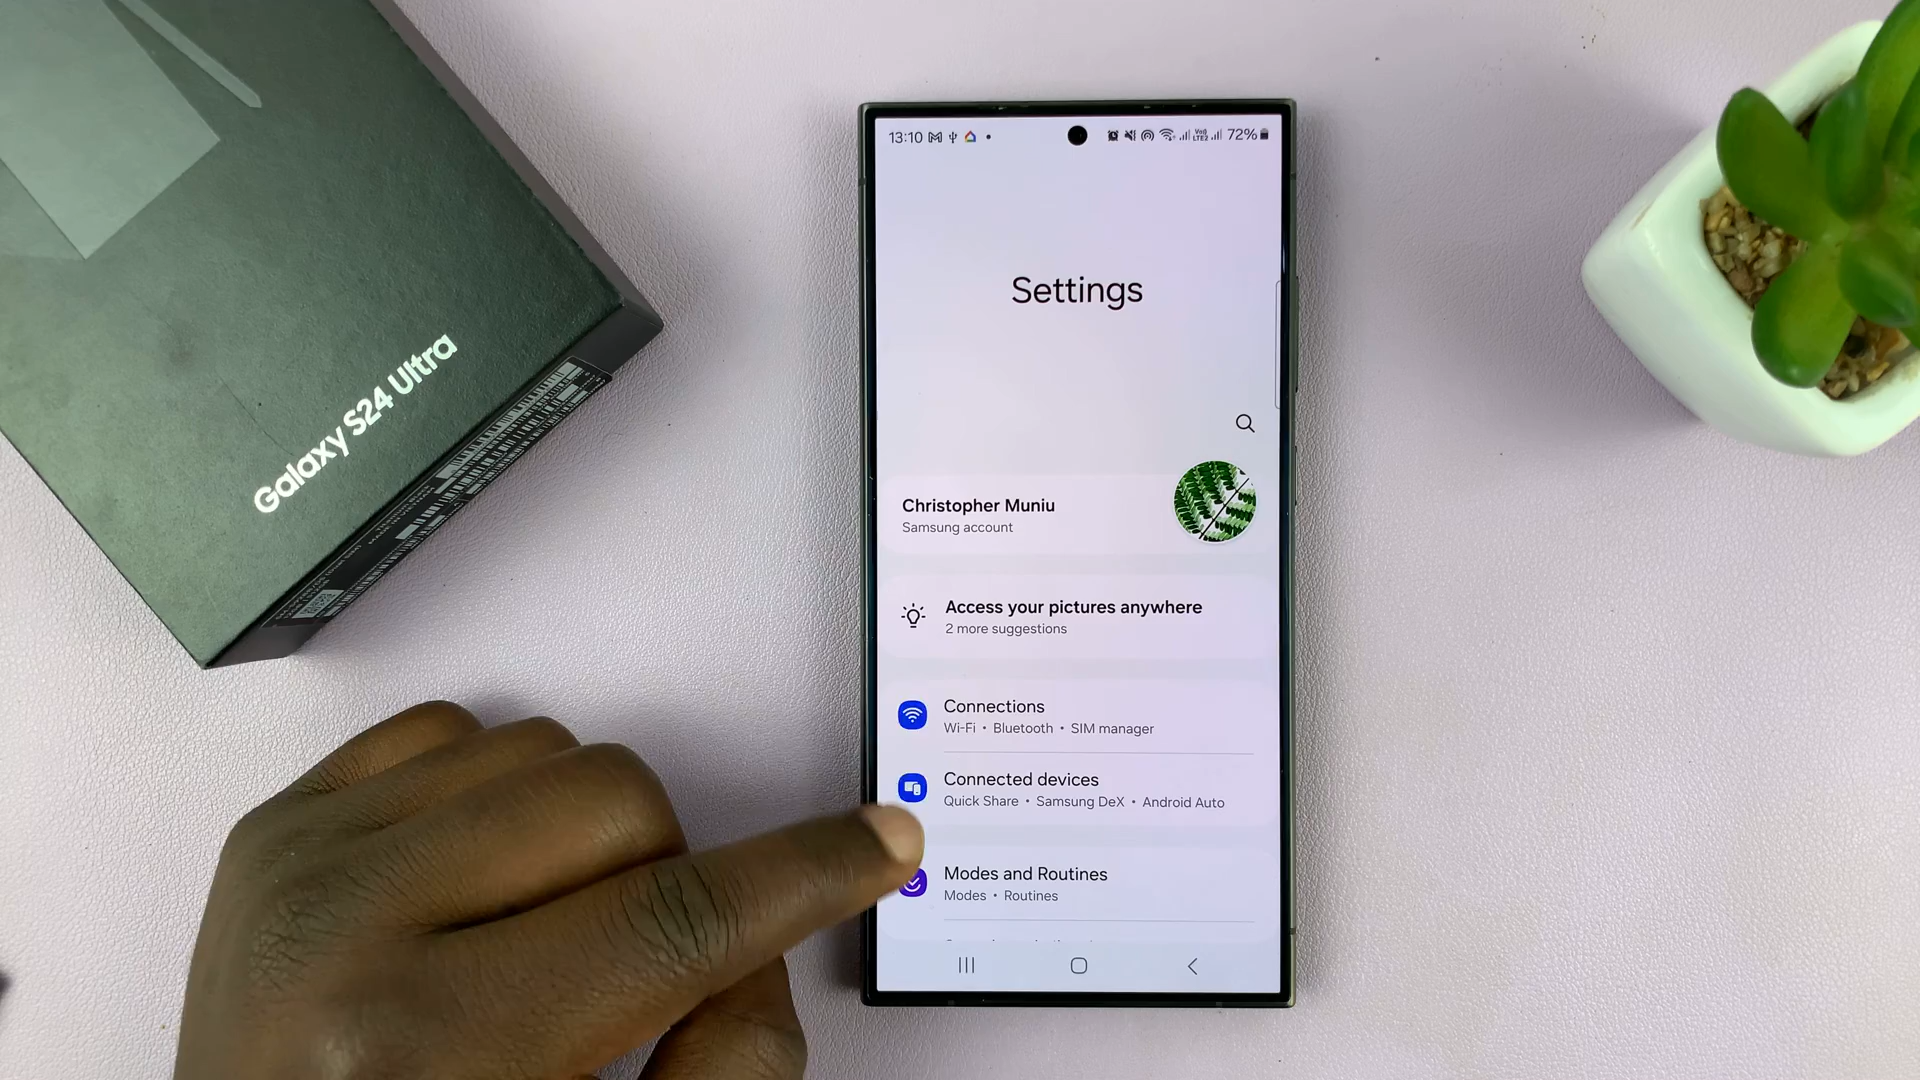 Galaxy S24 Ultra
13:10
72%
Settings
Christopher Muniu
Samsung account
Access your pictures anywhere
2 more suggestions
Connections
Wi-Fi • Bluetooth • SIM manager
Connected devices
Quick Share • Samsung DeX • Android Auto
Modes and Routines
Modes • Routines